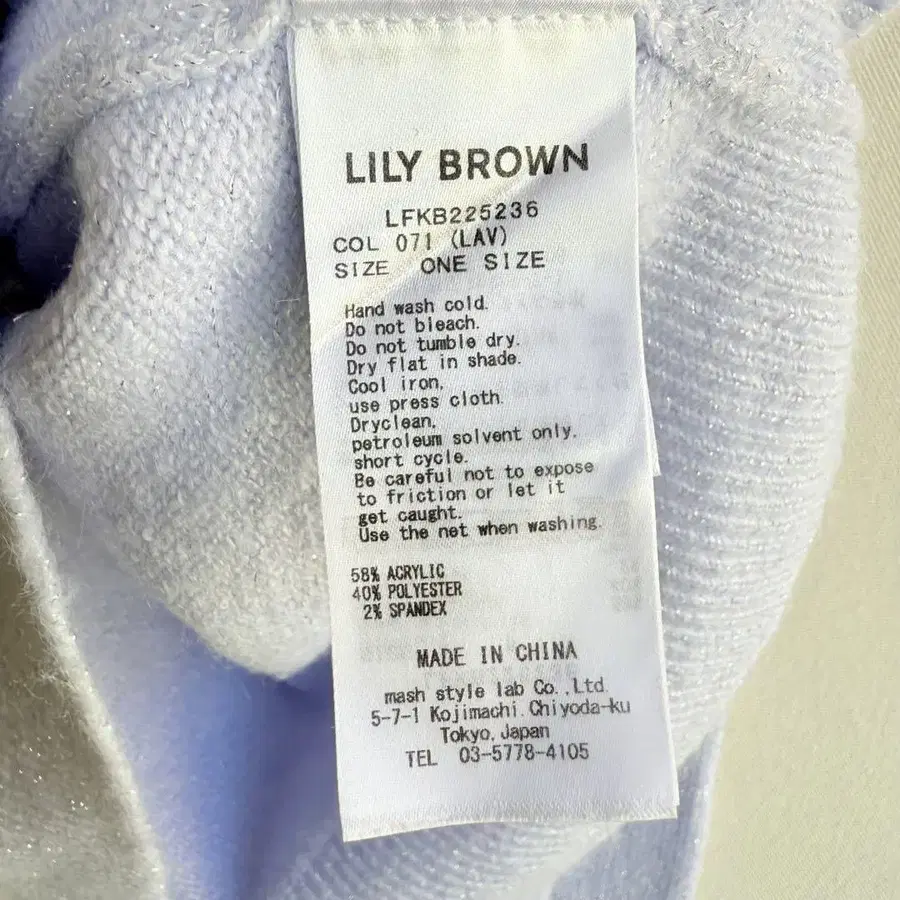 LILY BROWN
LFKB225236
COL 071 (LAV)
SIZE ONE SIZE
Hand wash cold.
Do not bleach.
Do not tumble dry.
Dry flat in shade.
Cool iron,
use press cloth.
Dryclean,
petroleum solvent only,
short cycle.
Be careful not to expose
to friction or let it
get caught.
Use the net when washing.
58% ACRYLIC
40% POLYESTER
2% SPANDEX
MADE IN CHINA
mash style lab Co.,Ltd.
5-7-1 Kojimachi.Chiyoda-ku
Tokyo,Japan
TEL 03-5778-4105